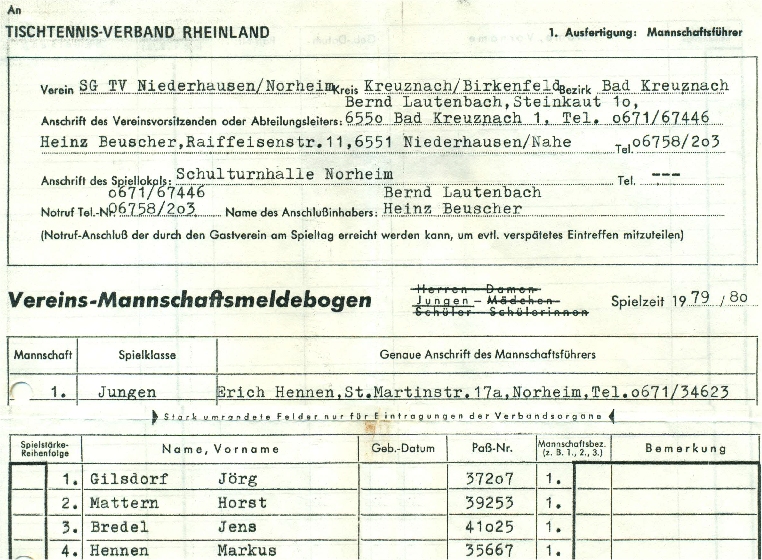 An
TISCHTENNIS-VERBAND RHEINLAND
1. Ausfertigung: Mannschaftsführer
Verein SG TV Niederhausen/Norheim Kreis Kreuznach/Birkenfeld Bezirk Bad Kreuznach
Bernd Lautenbach,Steinkaut 1o,
Anschrift des Vereinsvorsitzenden oder Abteilungsleiters: 655o Bad Kreuznach 1, Tel. o671/67446
Heinz Beuscher,Raiffeisenstr.11,6551 Niederhausen/Nahe Tel. o6758/2o3
Anschrift des Spiellokals: Schulturnhalle Norheim Tel. ---
o671/67446 Bernd Lautenbach
Notruf Tel.-Nr. o6758/2o3 Name des Anschlußinhabers: Heinz Beuscher
(Notruf-Anschluß der durch den Gastverein am Spieltag erreicht werden kann, um evtl. verspätetes Eintreffen mitzuteilen)
Herren - Damen
Vereins-Mannschaftsmeldebogen Jungen - Mädchen Spielzeit 19 79 / 8o
Schüler - Schülerinnen
Mannschaft Spielklasse Genaue Anschrift des Mannschaftsführers
1. Jungen Erich Hennen,St.Martinstr.17a,Norheim,Tel.o671/34623
Stark umrandete Felder nur für Eintragungen der Verbandsorgane
Spielstärke-Reihenfolge Name, Vorname Geb.-Datum Paß-Nr. Mannschaftsbez. (z. B. 1., 2., 3.) Bemerkung
1. Gilsdorf Jörg 372o7 1.
2. Mattern Horst 39253 1.
3. Bredel Jens 41o25 1.
4. Hennen Markus 35667 1.